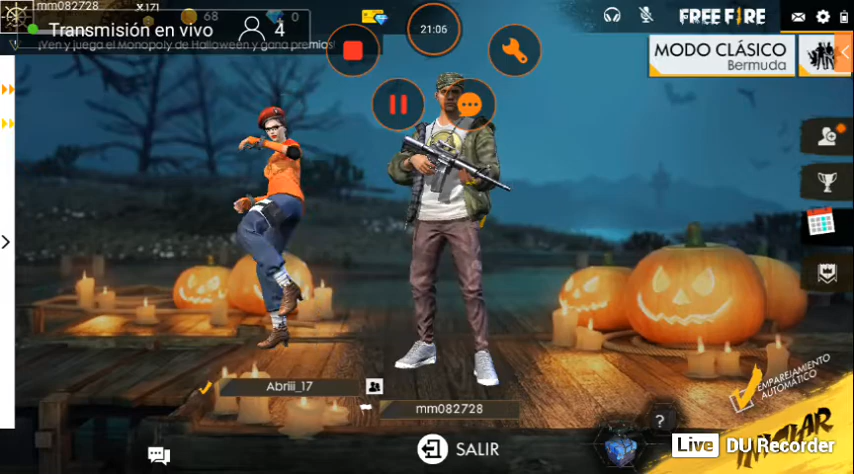 mm082728
X171
68
0
Transmisión en vivo
4
¡Ven y juega el Monopoly de Halloween y gana premios!
21:06
FREE FIRE
MODO CLÁSICO
Bermuda
Abriii_17
mm082728
EMPAREJAMIENTO
AUTOMÁTICO
?
SALIR
Live DU Recorder